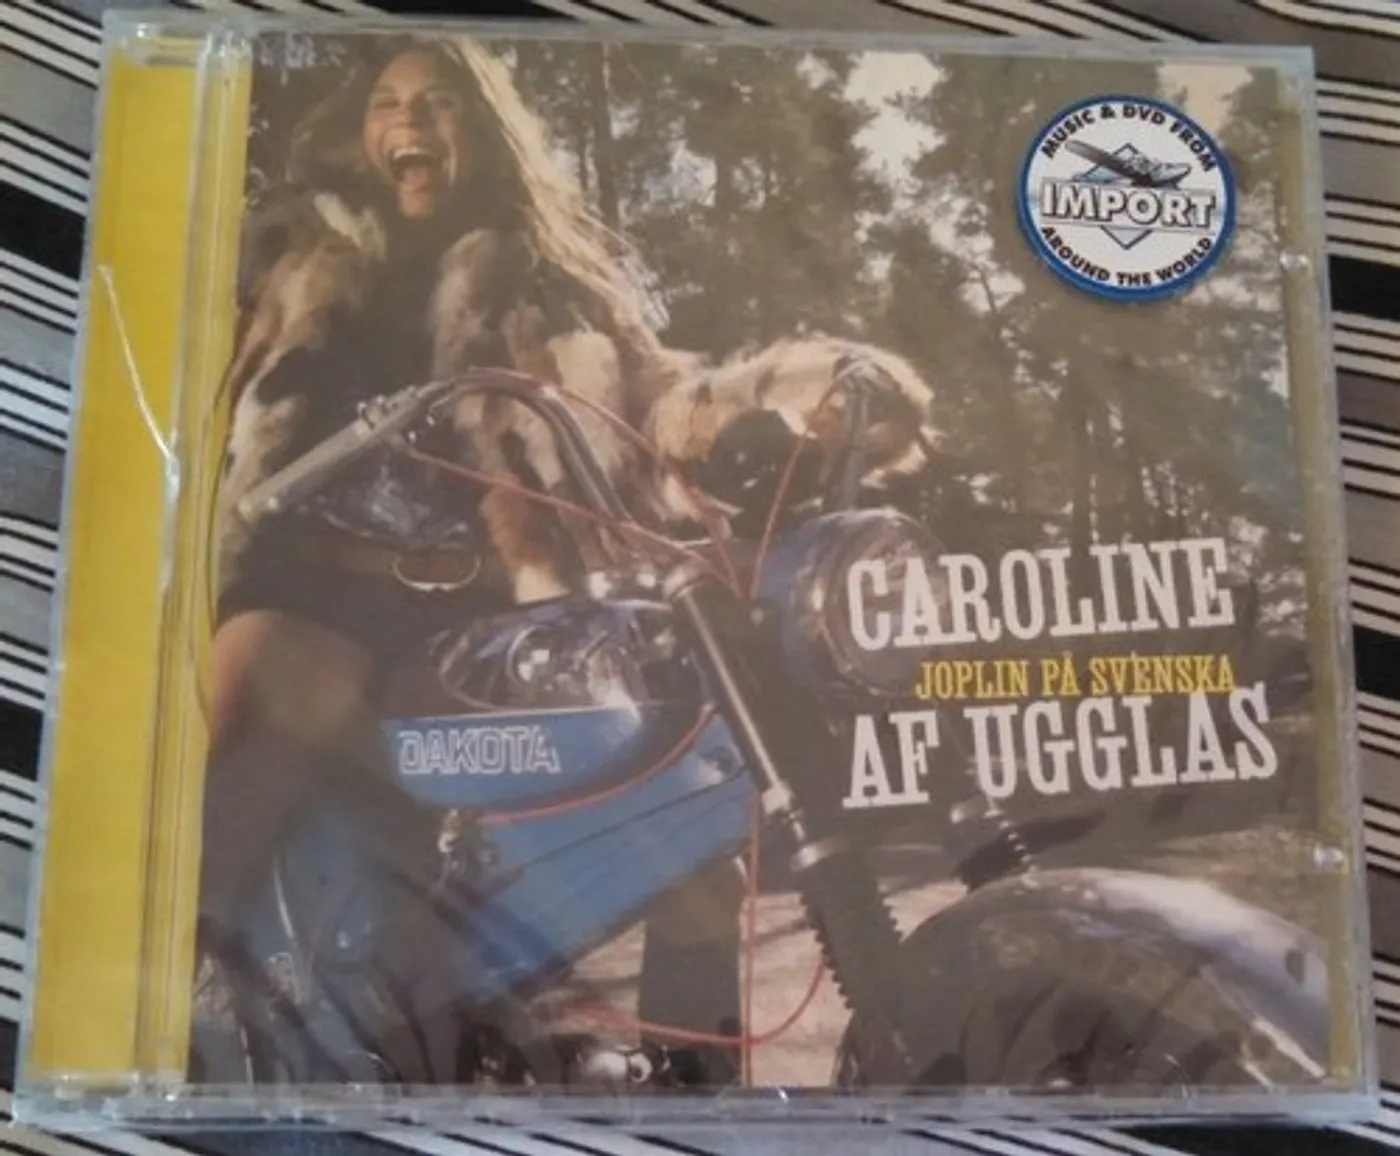 MUSIC & DVD FROM
IMPORT
AROUND THE WORLD
CAROLINE
JOPLIN PÅ SVENSKA
AF UGGLAS
DAKOTA